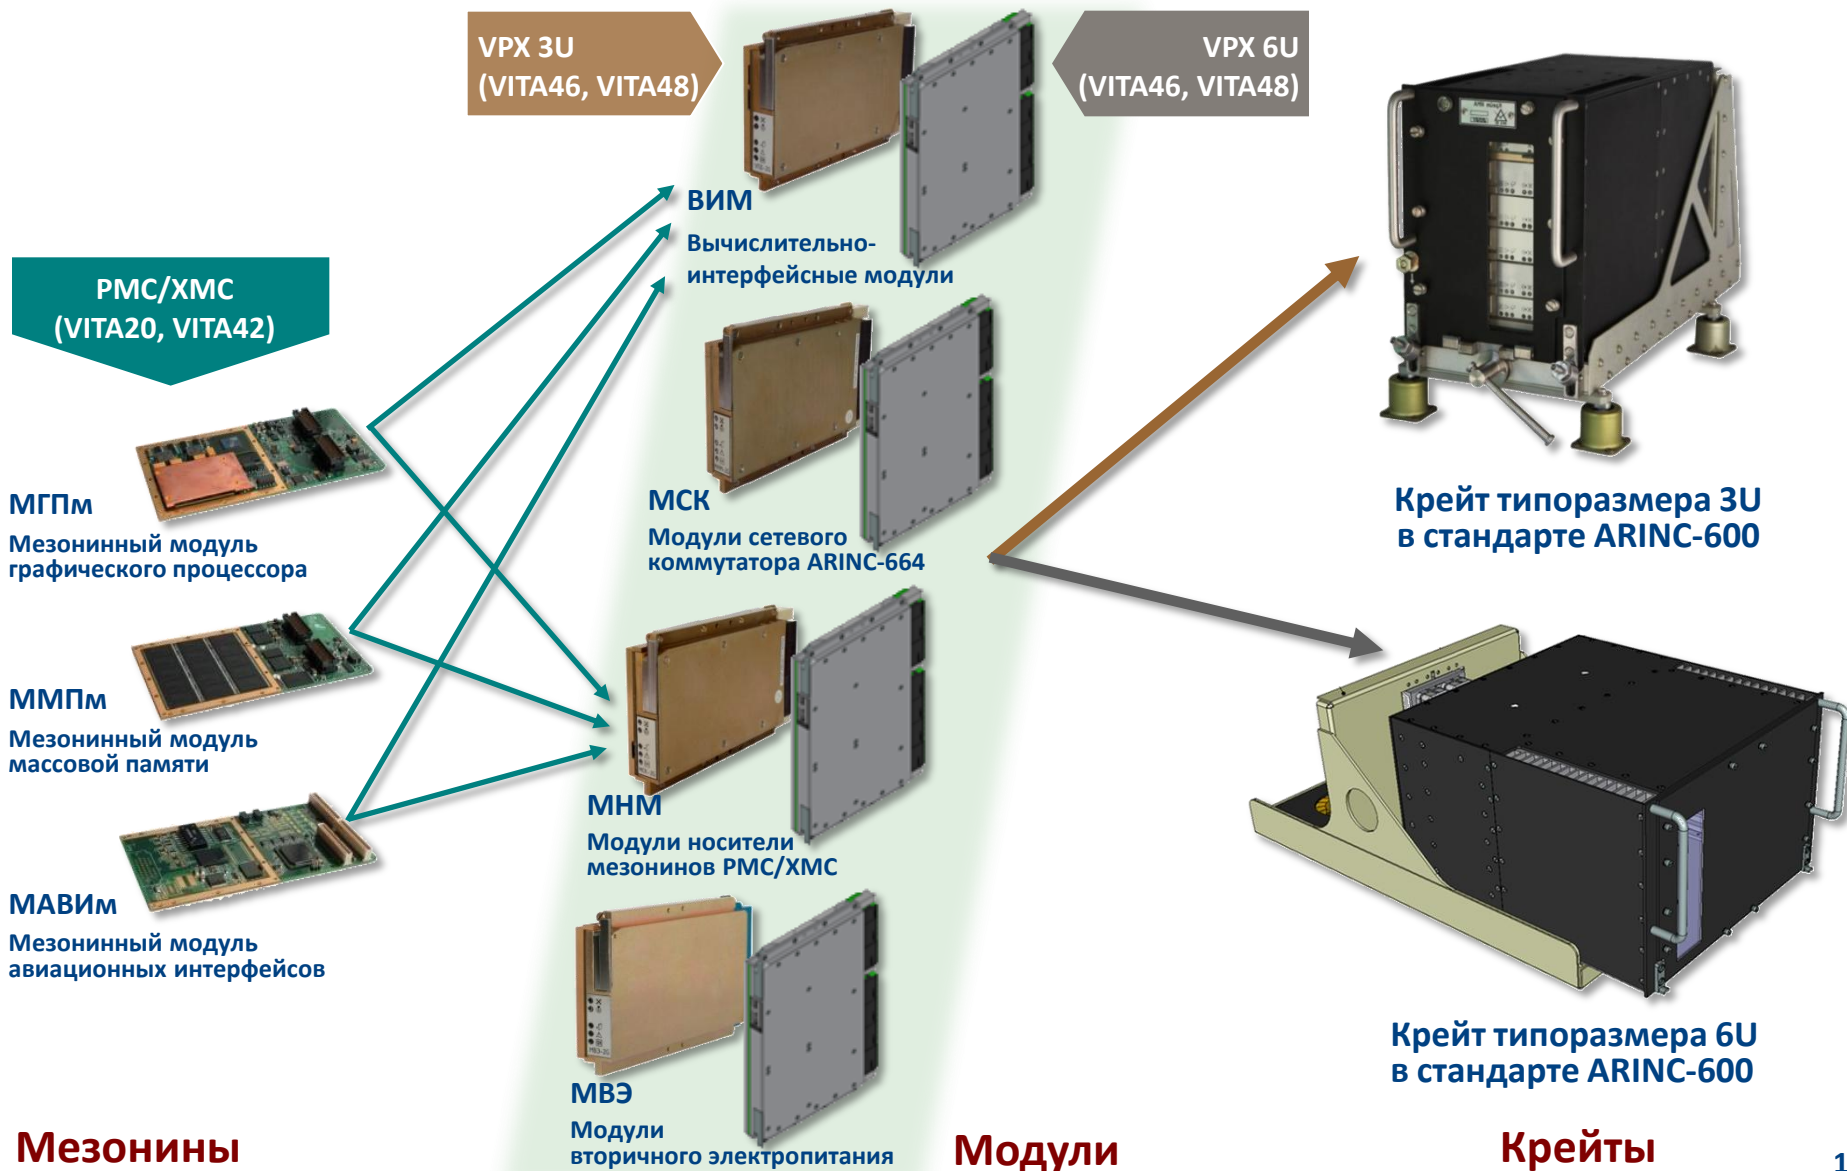 VPX 3U
(VITA46, VITA48)
VPX 6U
(VITA46, VITA48)
PMC/XMC
(VITA20, VITA42)
МГПм
Мезонинный модуль
графического процессора
ММПм
Мезонинный модуль
массовой памяти
МАВИм
Мезонинный модуль
авиационных интерфейсов
Мезонины
ВИМ
Вычислительно-
интерфейсные модули
МСК
Модули сетевого
коммутатора ARINC-664
МНМ
Модули носители
мезонинов PMC/XMC
МВЭ
Модули
вторичного электропитания
Модули
Крейт типоразмера 3U
в стандарте ARINC-600
Крейт типоразмера 6U
в стандарте ARINC-600
Крейты
1